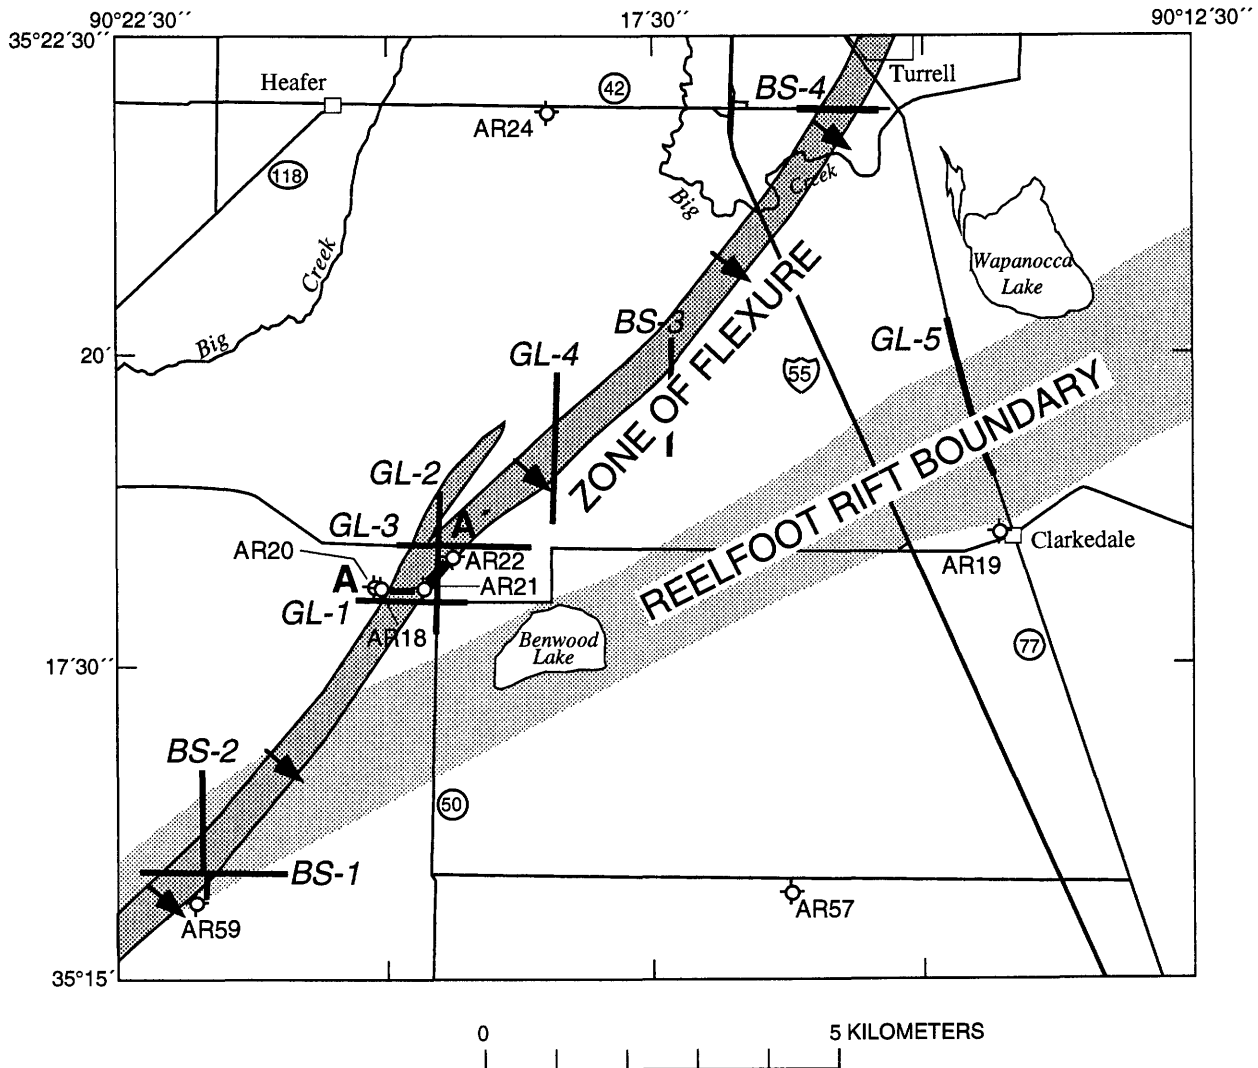 90°22′30′′
17′30′′
90°12′30′′
35°22′30′′
Heafer
42
BS-4
Turrell
AR24
118
Big
Creek
Creek
Wapanocca
Lake
Big
20′
BS-3
GL-4
GL-5
55
ZONE OF FLEXURE
REELFOOT RIFT BOUNDARY
GL-2
GL-3
A′
AR20
AR22
A
AR21
GL-1
AR18
AR19
Clarkedale
Benwood
Lake
77
17′30′′
BS-2
50
BS-1
AR59
AR57
35°15′
0
5 KILOMETERS